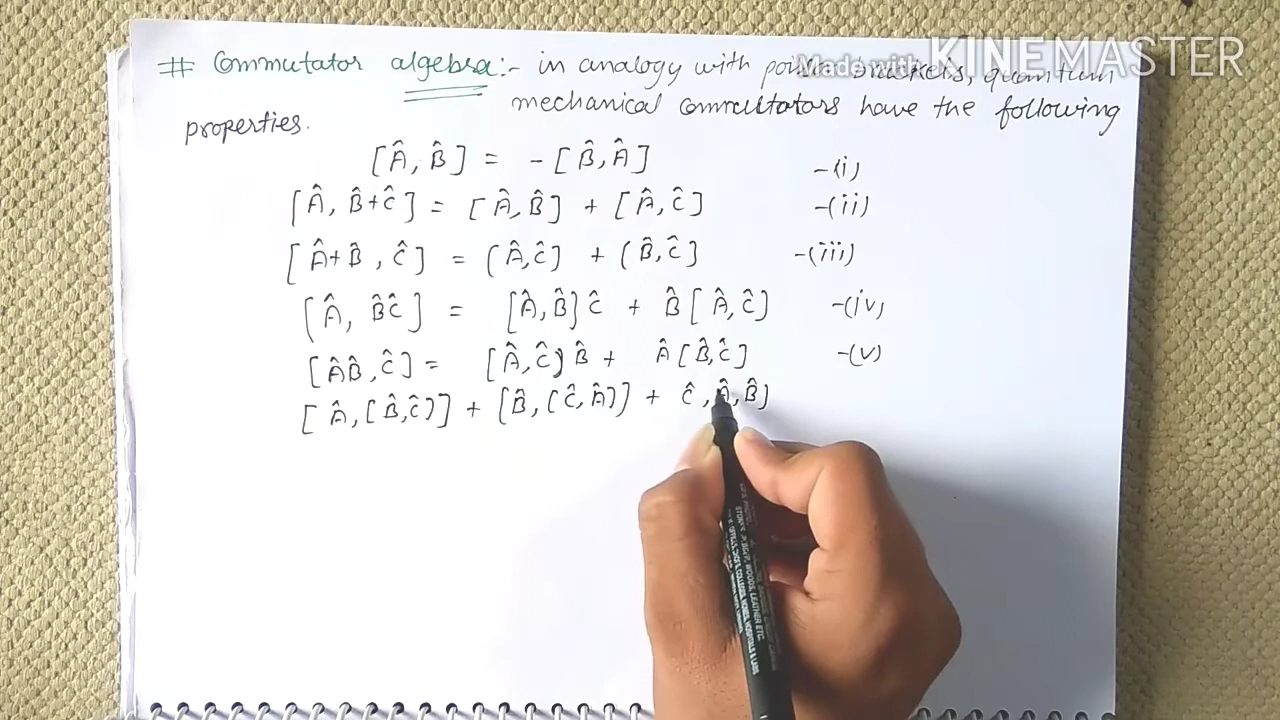 # Commutator algebra:- in analogy with poisson brackets, quantum
Made with KINEMASTER
mechanical commutators have the following
properties.
[Â, B̂] = - [B̂, Â] -(i)
[Â, B̂+Ĉ] = [Â, B̂] + [Â, Ĉ] -(ii)
[Â+B̂, Ĉ] = [Â, Ĉ] + [B̂, Ĉ] -(iii)
[Â, B̂Ĉ] = [Â, B̂]Ĉ + B̂[Â, Ĉ] -(iv)
[ÂB̂, Ĉ] = [Â, Ĉ]B̂ + Â[B̂, Ĉ] -(v)
[Â, [B̂, Ĉ]] + [B̂, [Ĉ, Â]] + Ĉ, Â, B̂]